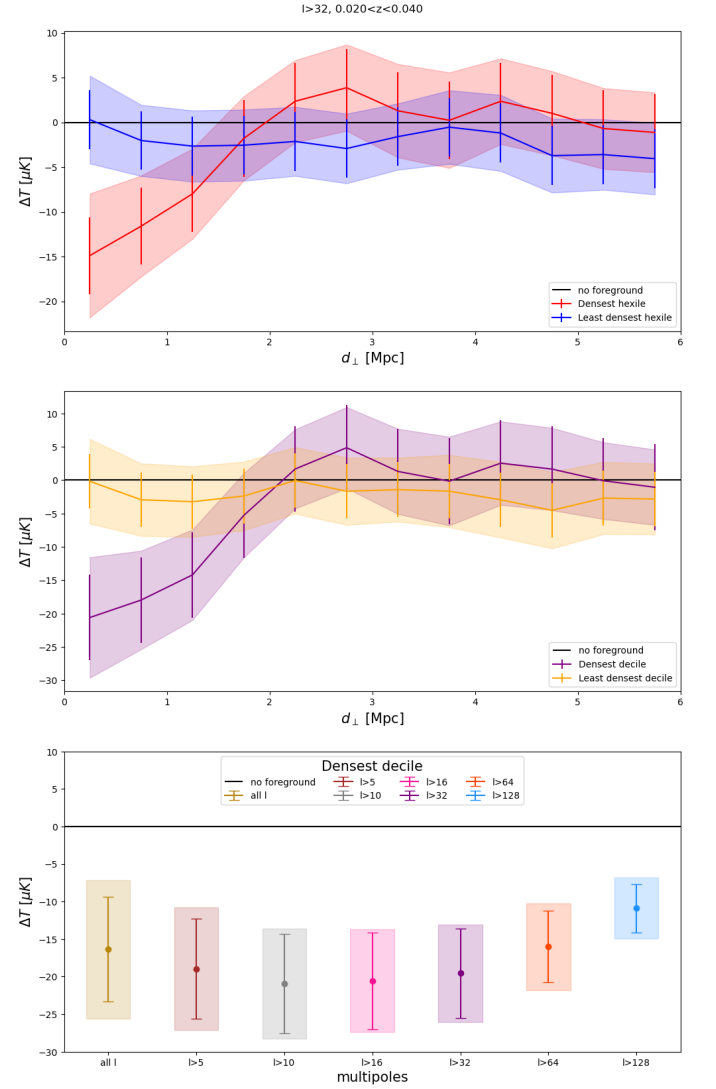 l>32, 0.020<z<0.040
10
5
0
−5
−10
−15
−20
ΔT [μK]
no foreground
Densest hexile
Least densest hexile
0 1 2 3 4 5 6
d⊥ [Mpc]
10
5
0
−5
−10
−15
−20
−25
−30
ΔT [μK]
no foreground
Densest decile
Least densest decile
0 1 2 3 4 5 6
d⊥ [Mpc]
10
5
0
−5
−10
−15
−20
−25
−30
ΔT [μK]
Densest decile
no foreground l>5 l>16 l>64
all l l>10 l>32 l>128
all l l>5 l>10 l>16 l>32 l>64 l>128
multipoles